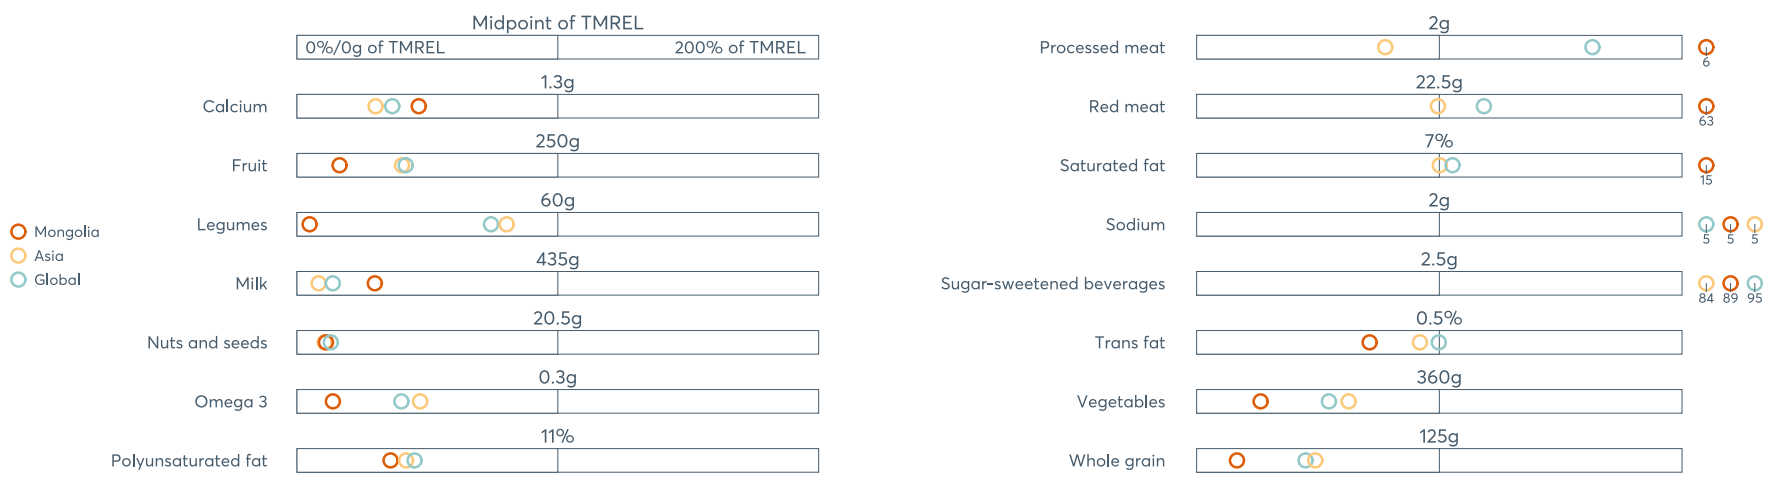 Midpoint of TMREL
0%/0g of TMREL 200% of TMREL
1.3g
Calcium
250g
Fruit
60g
Legumes
435g
Milk
20.5g
Nuts and seeds
0.3g
Omega 3
11%
Polyunsaturated fat
Mongolia
Asia
Global
2g
Processed meat
6
22.5g
Red meat
63
7%
Saturated fat
15
2g
Sodium
5 5 5
2.5g
Sugar-sweetened beverages
84 89 95
0.5%
Trans fat
360g
Vegetables
125g
Whole grain